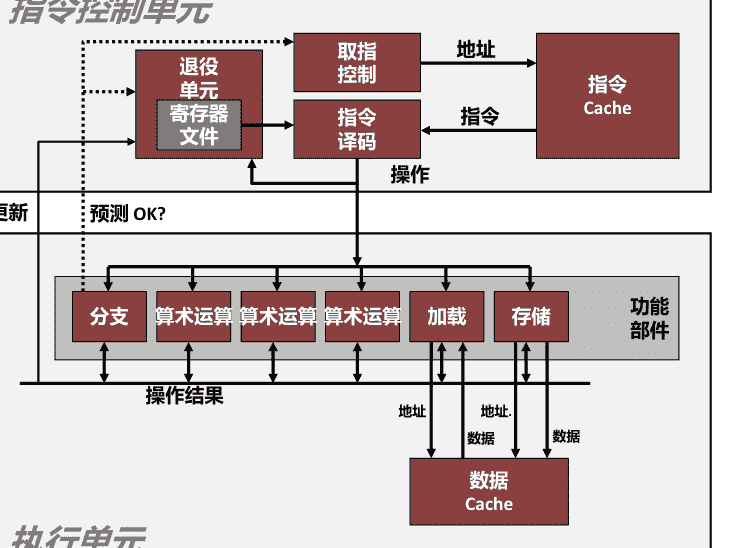 指令控制单元
退役
单元
寄存器
文件
取指
控制
指令
译码
地址
指令
指令
Cache
操作
更新
预测 OK?
分支
算术运算
算术运算
算术运算
加载
存储
功能
部件
操作结果
地址
数据
地址.
数据
数据
Cache
执行单元